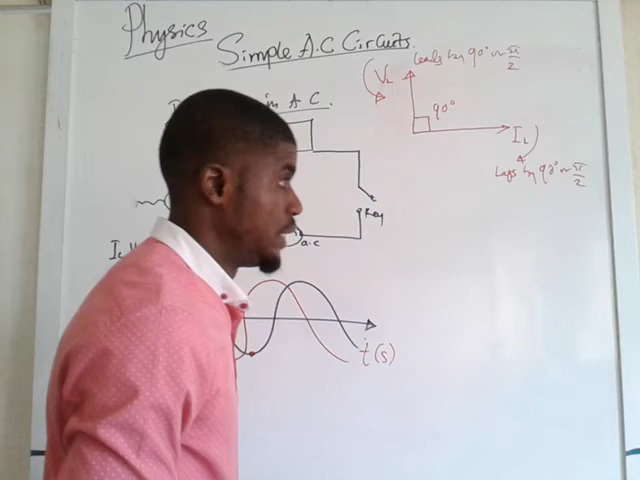 Physics
Simple A.C Circuits.
Leads by 90° or π/2
VL
in A C.
90°
IL
Lags by 90° or π/2
Key
a.c
t(s)